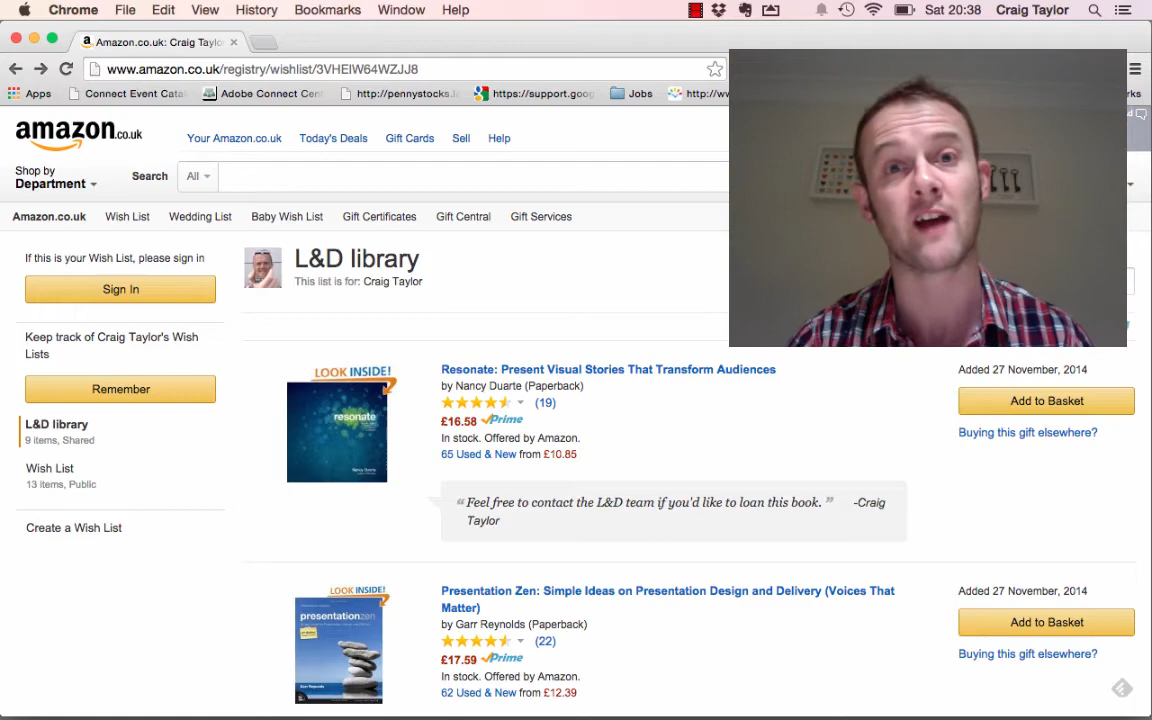 Chrome File Edit View History Bookmarks Window Help Sat 20:38 Craig Taylor
Amazon.co.uk: Craig Taylo
www.amazon.co.uk/registry/wishlist/3VHEIW64WZJJ8
Apps Connect Event Cata Adobe Connect Cen http://pennystocks.la https://support.goog Jobs http://ww rks
amazon.co.uk
Your Amazon.co.uk Today's Deals Gift Cards Sell Help
Shop by
Department
Search All
Amazon.co.uk Wish List Wedding List Baby Wish List Gift Certificates Gift Central Gift Services
If this is your Wish List, please sign in
Sign In
Keep track of Craig Taylor's Wish
Lists
Remember
L&D library
9 items, Shared
Wish List
13 items, Public
Create a Wish List
L&D library
This list is for: Craig Taylor
LOOK INSIDE!
resonate
Resonate: Present Visual Stories That Transform Audiences
by Nancy Duarte (Paperback)
(19)
£16.58 Prime
In stock. Offered by Amazon.
65 Used & New from £10.85
Added 27 November, 2014
Add to Basket
Buying this gift elsewhere?
“ Feel free to contact the L&D team if you'd like to loan this book. ” -Craig
Taylor
LOOK INSIDE!
presentationzen
Garr Reynolds
Presentation Zen: Simple Ideas on Presentation Design and Delivery (Voices That
Matter)
by Garr Reynolds (Paperback)
(22)
£17.59 Prime
In stock. Offered by Amazon.
62 Used & New from £12.39
Added 27 November, 2014
Add to Basket
Buying this gift elsewhere?